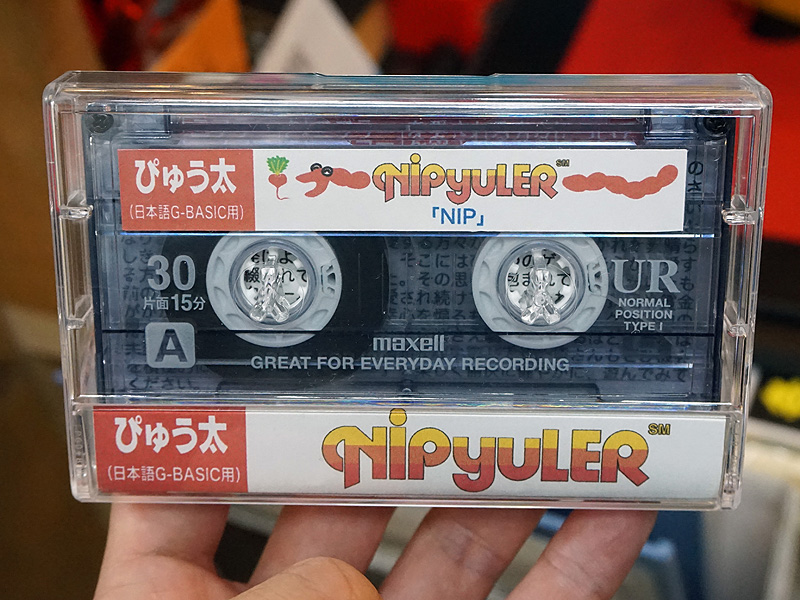 ぴゅう太
(日本語G-BASIC用)
NiPYULER SM
「NIP」
30
片面15分
A
UR
NORMAL
POSITION
TYPE I
maxell
GREAT FOR EVERYDAY RECORDING
ぴゅう太
(日本語G-BASIC用)
NiPYULER SM